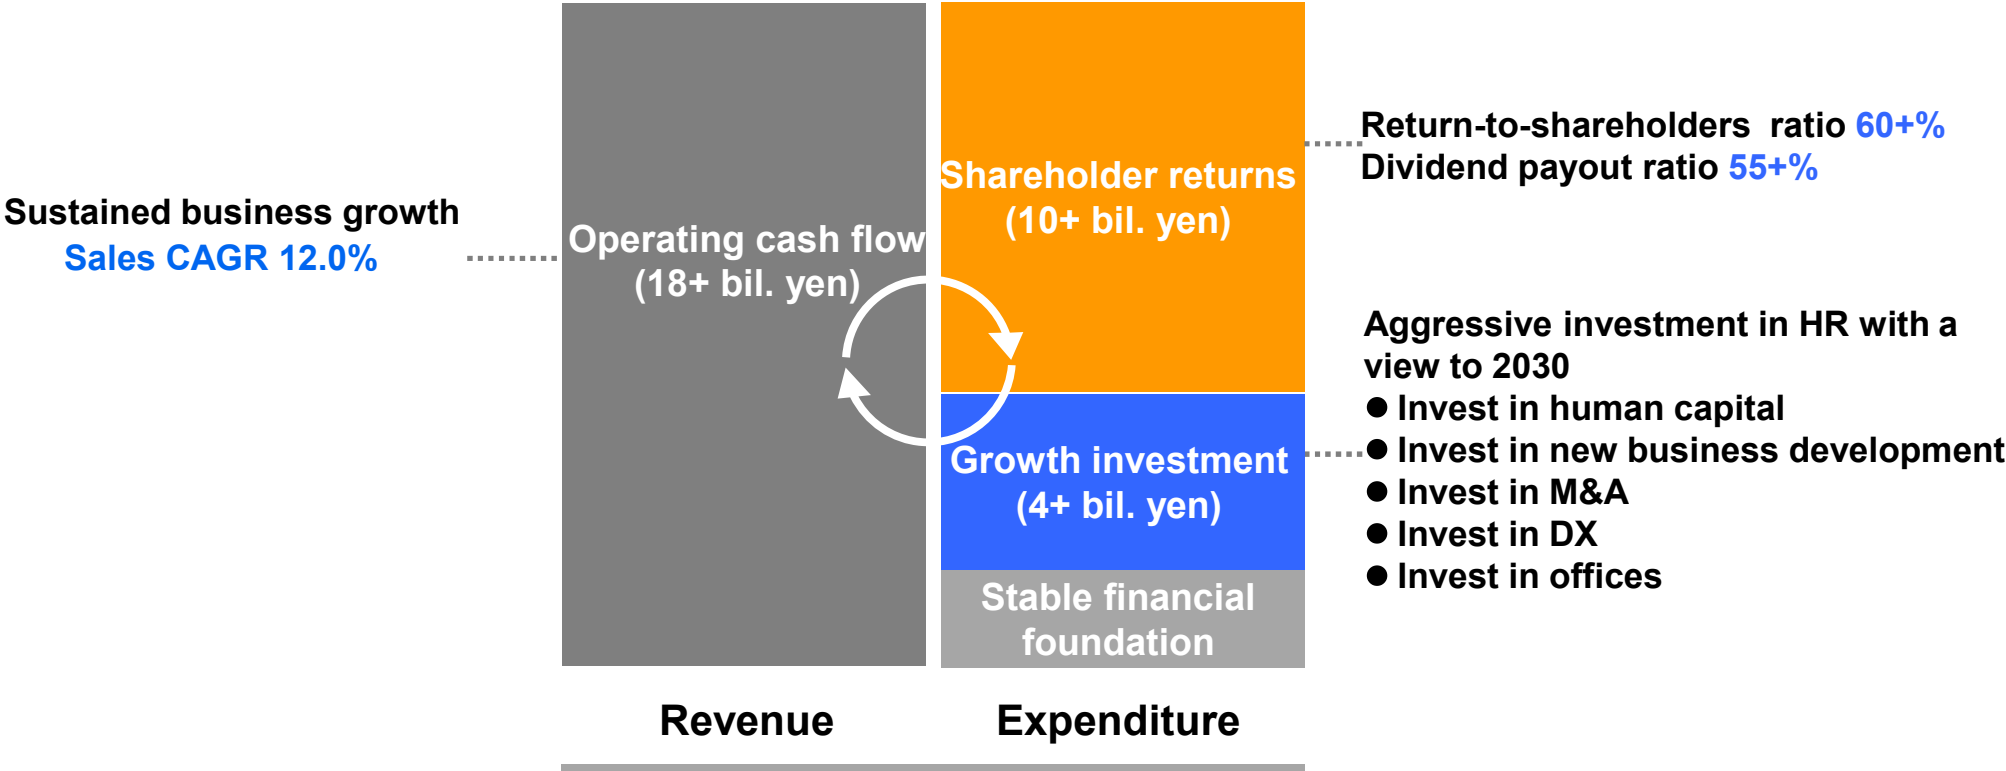 Sustained business growth
Sales CAGR 12.0%
Operating cash flow
(18+ bil. yen)
Shareholder returns
(10+ bil. yen)
Return-to-shareholders ratio 60+%
Dividend payout ratio 55+%
Growth investment
(4+ bil. yen)
Aggressive investment in HR with a
view to 2030
● Invest in human capital
● Invest in new business development
● Invest in M&A
● Invest in DX
● Invest in offices
Stable financial
foundation
Revenue
Expenditure